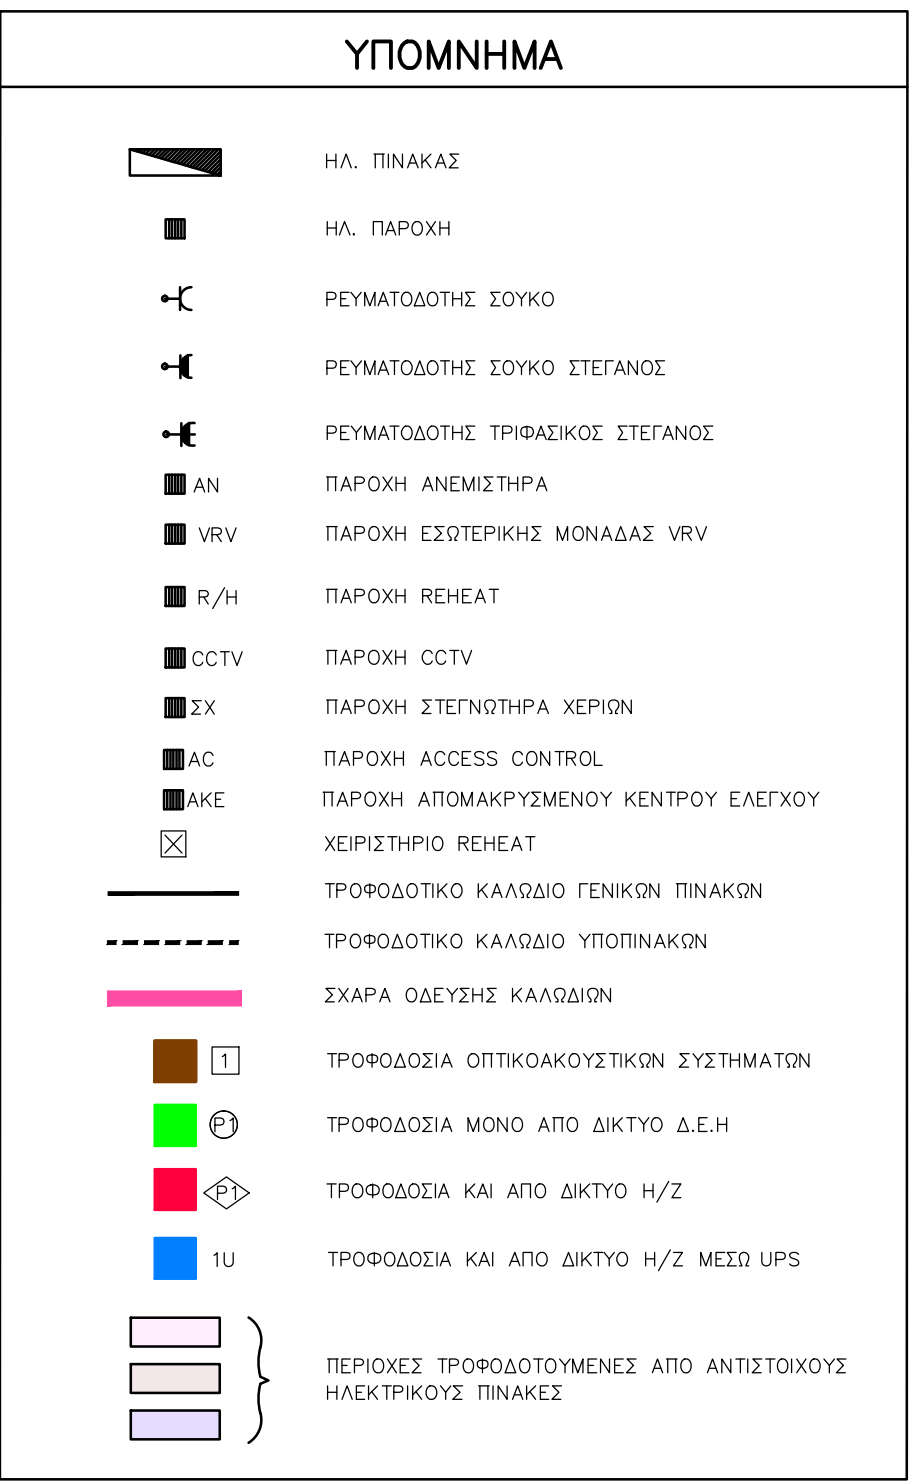 ΥΠΟΜΝΗΜΑ
ΗΛ. ΠΙΝΑΚΑΣ
ΗΛ. ΠΑΡΟΧΗ
ΡΕΥΜΑΤΟΔΟΤΗΣ ΣΟΥΚΟ
ΡΕΥΜΑΤΟΔΟΤΗΣ ΣΟΥΚΟ ΣΤΕΓΑΝΟΣ
ΡΕΥΜΑΤΟΔΟΤΗΣ ΤΡΙΦΑΣΙΚΟΣ ΣΤΕΓΑΝΟΣ
ΑΝ ΠΑΡΟΧΗ ΑΝΕΜΙΣΤΗΡΑ
VRV ΠΑΡΟΧΗ ΕΣΩΤΕΡΙΚΗΣ ΜΟΝΑΔΑΣ VRV
R/H ΠΑΡΟΧΗ REHEAT
CCTV ΠΑΡΟΧΗ CCTV
ΣΧ ΠΑΡΟΧΗ ΣΤΕΓΝΩΤΗΡΑ ΧΕΡΙΩΝ
AC ΠΑΡΟΧΗ ACCESS CONTROL
ΑΚΕ ΠΑΡΟΧΗ ΑΠΟΜΑΚΡΥΣΜΕΝΟΥ ΚΕΝΤΡΟΥ ΕΛΕΓΧΟΥ
ΧΕΙΡΙΣΤΗΡΙΟ REHEAT
ΤΡΟΦΟΔΟΤΙΚΟ ΚΑΛΩΔΙΟ ΓΕΝΙΚΩΝ ΠΙΝΑΚΩΝ
ΤΡΟΦΟΔΟΤΙΚΟ ΚΑΛΩΔΙΟ ΥΠΟΠΙΝΑΚΩΝ
ΣΧΑΡΑ ΟΔΕΥΣΗΣ ΚΑΛΩΔΙΩΝ
1 ΤΡΟΦΟΔΟΣΙΑ ΟΠΤΙΚΟΑΚΟΥΣΤΙΚΩΝ ΣΥΣΤΗΜΑΤΩΝ
P1 ΤΡΟΦΟΔΟΣΙΑ ΜΟΝΟ ΑΠΟ ΔΙΚΤΥΟ Δ.Ε.Η
P1 ΤΡΟΦΟΔΟΣΙΑ ΚΑΙ ΑΠΟ ΔΙΚΤΥΟ Η/Ζ
1U ΤΡΟΦΟΔΟΣΙΑ ΚΑΙ ΑΠΟ ΔΙΚΤΥΟ Η/Ζ ΜΕΣΩ UPS
ΠΕΡΙΟΧΕΣ ΤΡΟΦΟΔΟΤΟΥΜΕΝΕΣ ΑΠΟ ΑΝΤΙΣΤΟΙΧΟΥΣ
ΗΛΕΚΤΡΙΚΟΥΣ ΠΙΝΑΚΕΣ